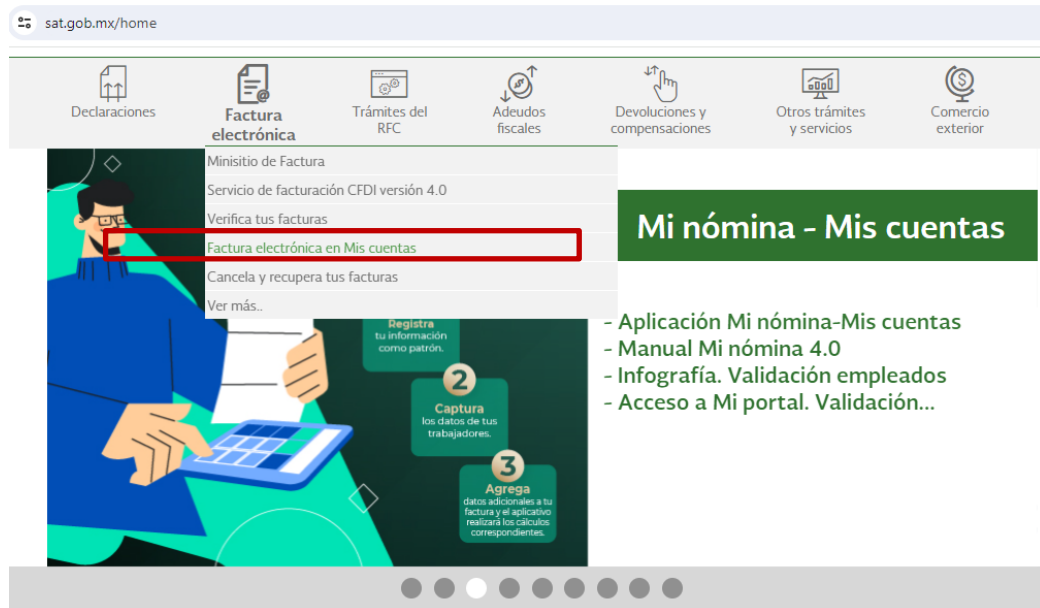 sat.gob.mx/home
Declaraciones
Factura
electrónica
Trámites del
RFC
Adeudos
fiscales
Devoluciones y
compensaciones
Otros trámites
y servicios
Comercio
exterior
Minisitio de Factura
Servicio de facturación CFDI versión 4.0
Verifica tus facturas
Factura electrónica en Mis cuentas
Cancela y recupera tus facturas
Ver más..
Registra
tu información
como patrón.
2
Captura
los datos de tus
trabajadores.
3
Agrega
datos adicionales a tu
factura y el aplicativo
realizará los cálculos
correspondientes.
Mi nómina - Mis cuentas
- Aplicación Mi nómina-Mis cuentas
- Manual Mi nómina 4.0
- Infografía. Validación empleados
- Acceso a Mi portal. Validación...